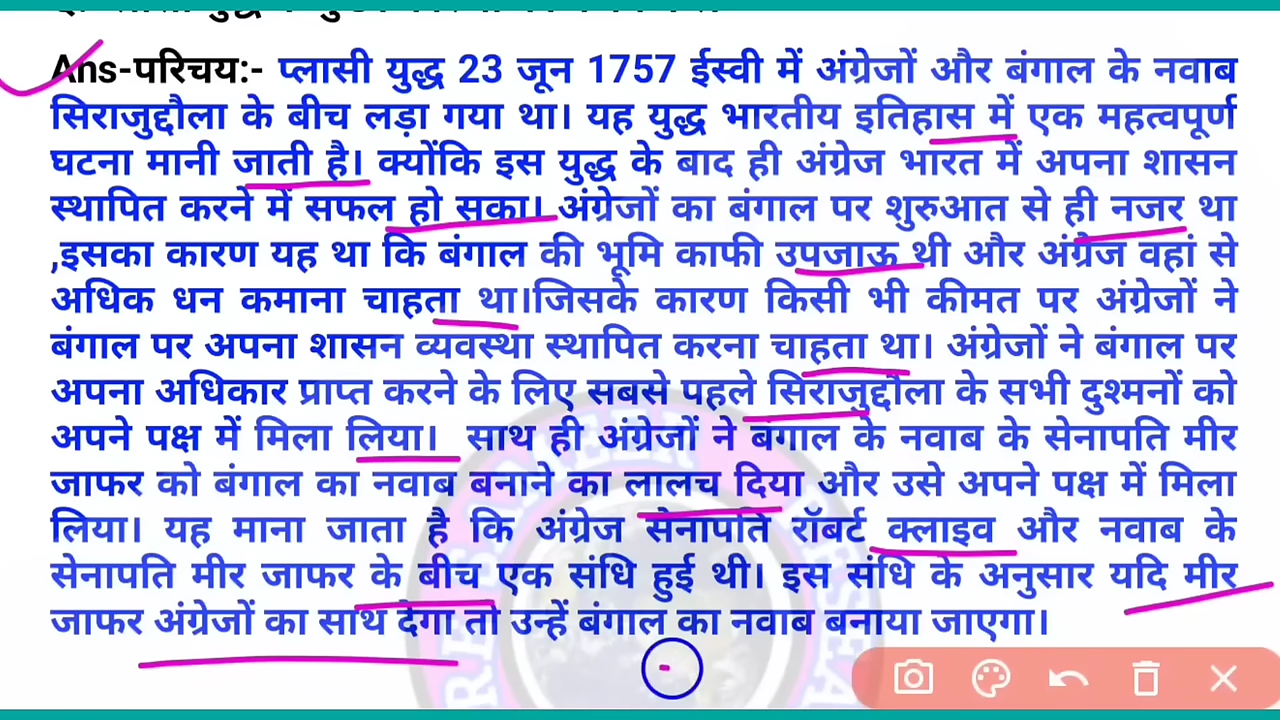 Ans-परिचय:- प्लासी युद्ध 23 जून 1757 ईस्वी में अंग्रेजों और बंगाल के नवाब
सिराजुद्दौला के बीच लड़ा गया था। यह युद्ध भारतीय इतिहास में एक महत्वपूर्ण
घटना मानी जाती है। क्योंकि इस युद्ध के बाद ही अंग्रेज भारत में अपना शासन
स्थापित करने में सफल हो सका। अंग्रेजों का बंगाल पर शुरुआत से ही नजर था
,इसका कारण यह था कि बंगाल की भूमि काफी उपजाऊ थी और अंग्रेज वहां से
अधिक धन कमाना चाहता था।जिसके कारण किसी भी कीमत पर अंग्रेजों ने
बंगाल पर अपना शासन व्यवस्था स्थापित करना चाहता था। अंग्रेजों ने बंगाल पर
अपना अधिकार प्राप्त करने के लिए सबसे पहले सिराजुद्दौला के सभी दुश्मनों को
अपने पक्ष में मिला लिया। साथ ही अंग्रेजों ने बंगाल के नवाब के सेनापति मीर
जाफर को बंगाल का नवाब बनाने का लालच दिया और उसे अपने पक्ष में मिला
लिया। यह माना जाता है कि अंग्रेज सेनापति रॉबर्ट क्लाइव और नवाब के
सेनापति मीर जाफर के बीच एक संधि हुई थी। इस संधि के अनुसार यदि मीर
जाफर अंग्रेजों का साथ देगा तो उन्हें बंगाल का नवाब बनाया जाएगा।